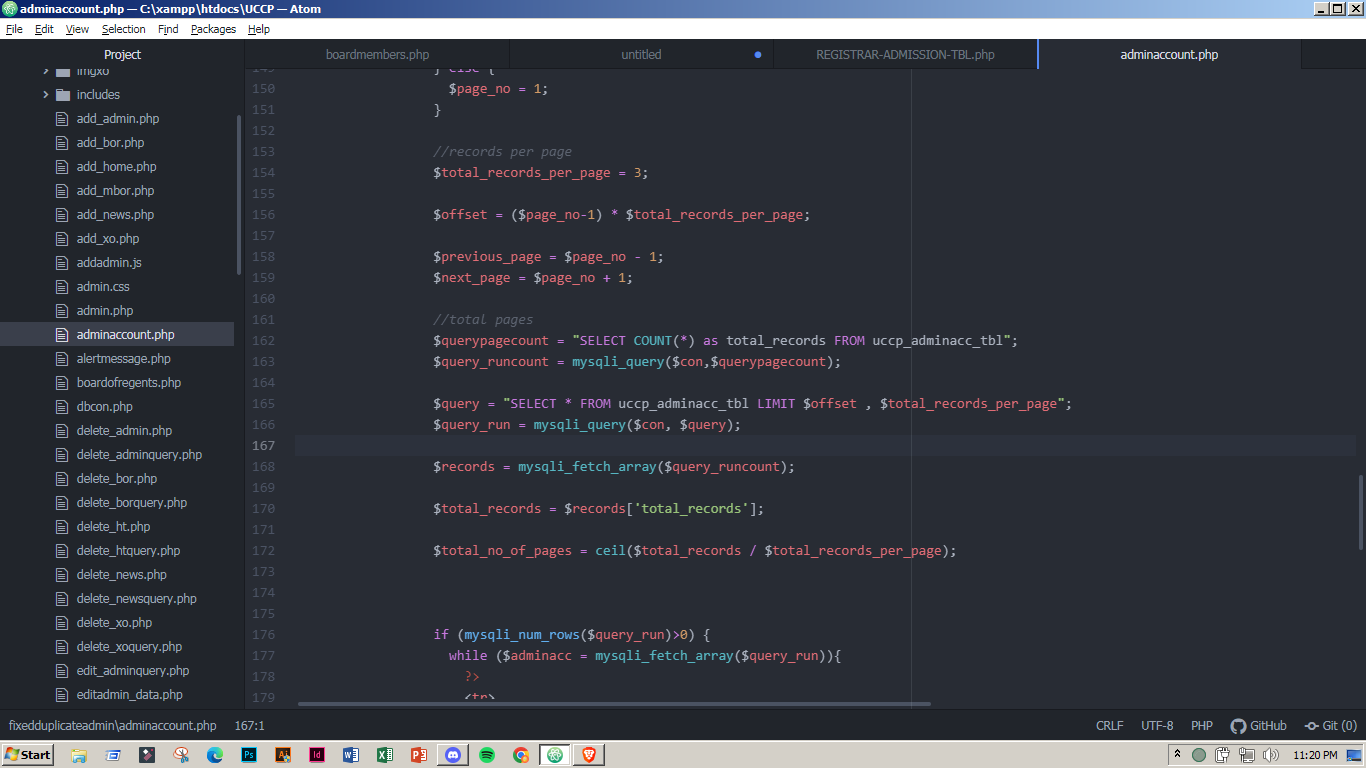 adminaccount.php — C:\xampp\htdocs\UCCP — Atom
File Edit View Selection Find Packages Help
Project
boardmembers.php
untitled
REGISTRAR-ADMISSION-TBL.php
adminaccount.php
imgxo
includes
add_admin.php
add_bor.php
add_home.php
add_mbor.php
add_news.php
add_xo.php
addadmin.js
admin.css
admin.php
adminaccount.php
alertmessage.php
boardofregents.php
dbcon.php
delete_admin.php
delete_adminquery.php
delete_bor.php
delete_borquery.php
delete_ht.php
delete_htquery.php
delete_news.php
delete_newsquery.php
delete_xo.php
delete_xoquery.php
edit_adminquery.php
editadmin_data.php
149 } else {
150 $page_no = 1;
151 }
152
153 //records per page
154 $total_records_per_page = 3;
155
156 $offset = ($page_no-1) * $total_records_per_page;
157
158 $previous_page = $page_no - 1;
159 $next_page = $page_no + 1;
160
161 //total pages
162 $querypagecount = "SELECT COUNT(*) as total_records FROM uccp_adminacc_tbl";
163 $query_runcount = mysqli_query($con,$querypagecount);
164
165 $query = "SELECT * FROM uccp_adminacc_tbl LIMIT $offset , $total_records_per_page";
166 $query_run = mysqli_query($con, $query);
167
168 $records = mysqli_fetch_array($query_runcount);
169
170 $total_records = $records['total_records'];
171
172 $total_no_of_pages = ceil($total_records / $total_records_per_page);
173
174
175
176 if (mysqli_num_rows($query_run)>0) {
177 while ($adminacc = mysqli_fetch_array($query_run)){
178 ?>
179 <tr>
fixedduplicateadmin\adminaccount.php 167:1
CRLF UTF-8 PHP GitHub Git (0)
Start
Ps
Ai
Id
11:20 PM